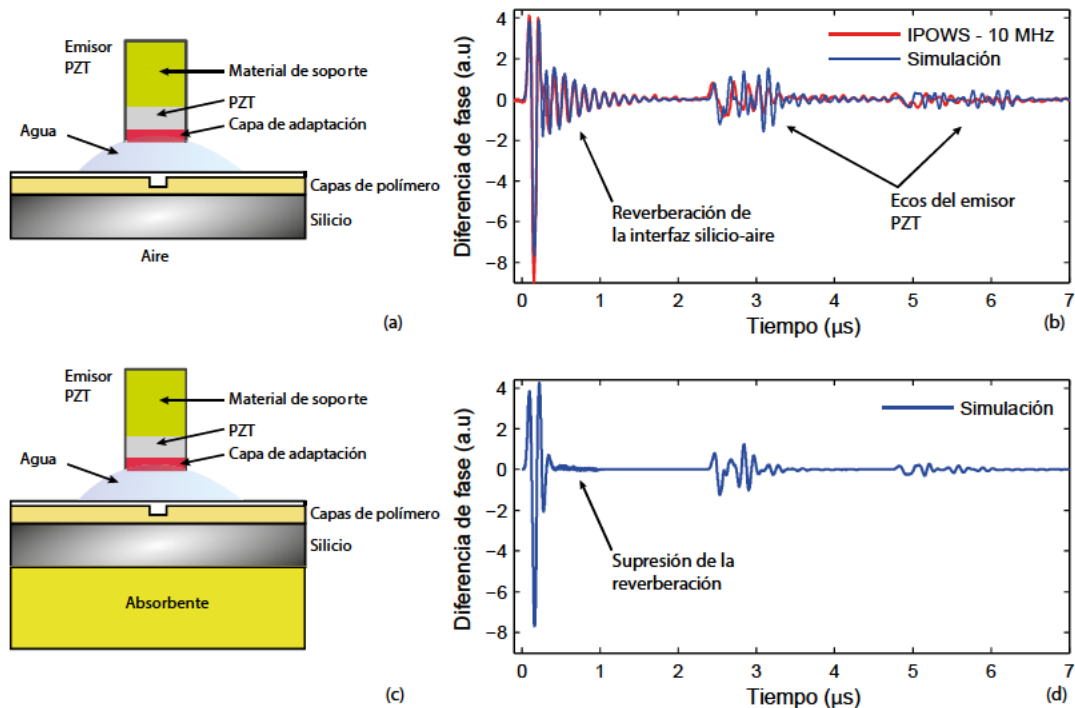 Emisor
PZT
Material de soporte
PZT
Capa de adaptación
Agua
Capas de polímero
Silicio
Aire
(a)
Diferencia de fase (a.u)
4
2
0
−2
−4
−6
−8
IPOWS - 10 MHz
Simulación
Reverberación de
la interfaz silicio-aire
Ecos del emisor
PZT
0 1 2 3 4 5 6 7
Tiempo (µs)
(b)
Emisor
PZT
Material de soporte
PZT
Capa de adaptación
Agua
Capas de polímero
Silicio
Absorbente
(c)
Diferencia de fase (a.u)
4
2
0
−2
−4
−6
−8
Simulación
Supresión de la
reverberación
0 1 2 3 4 5 6 7
Tiempo (µs)
(d)